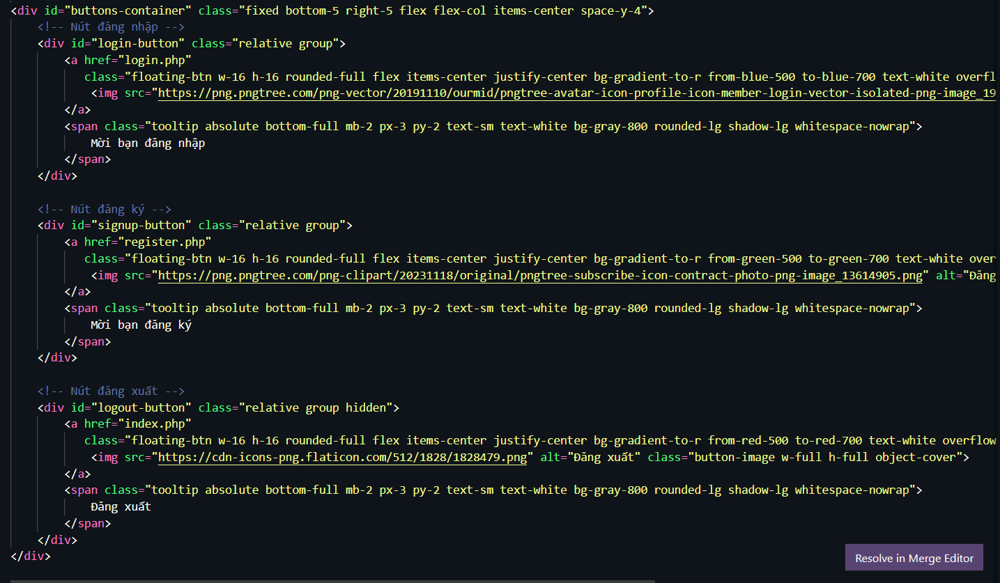 <div id="buttons-container" class="fixed bottom-5 right-5 flex flex-col items-center space-y-4">
<!-- Nút đăng nhập -->
<div id="login-button" class="relative group">
<a href="login.php"
class="floating-btn w-16 h-16 rounded-full flex items-center justify-center bg-gradient-to-r from-blue-500 to-blue-700 text-white overfl
<img src="https://png.pngtree.com/png-vector/20191110/ourmid/pngtree-avatar-icon-profile-icon-member-login-vector-isolated-png-image_19
</a>
<span class="tooltip absolute bottom-full mb-2 px-3 py-2 text-sm text-white bg-gray-800 rounded-lg shadow-lg whitespace-nowrap">
Mời bạn đăng nhập
</span>
</div>
<!-- Nút đăng ký -->
<div id="signup-button" class="relative group">
<a href="register.php"
class="floating-btn w-16 h-16 rounded-full flex items-center justify-center bg-gradient-to-r from-green-500 to-green-700 text-white over
<img src="https://png.pngtree.com/png-clipart/20231118/original/pngtree-subscribe-icon-contract-photo-png-image_13614905.png" alt="Đăng
</a>
<span class="tooltip absolute bottom-full mb-2 px-3 py-2 text-sm text-white bg-gray-800 rounded-lg shadow-lg whitespace-nowrap">
Mời bạn đăng ký
</span>
</div>
<!-- Nút đăng xuất -->
<div id="logout-button" class="relative group hidden">
<a href="index.php"
class="floating-btn w-16 h-16 rounded-full flex items-center justify-center bg-gradient-to-r from-red-500 to-red-700 text-white overflow
<img src="https://cdn-icons-png.flaticon.com/512/1828/1828479.png" alt="Đăng xuất" class="button-image w-full h-full object-cover">
</a>
<span class="tooltip absolute bottom-full mb-2 px-3 py-2 text-sm text-white bg-gray-800 rounded-lg shadow-lg whitespace-nowrap">
Đăng xuất
</span>
</div>
</div>
Resolve in Merge Editor